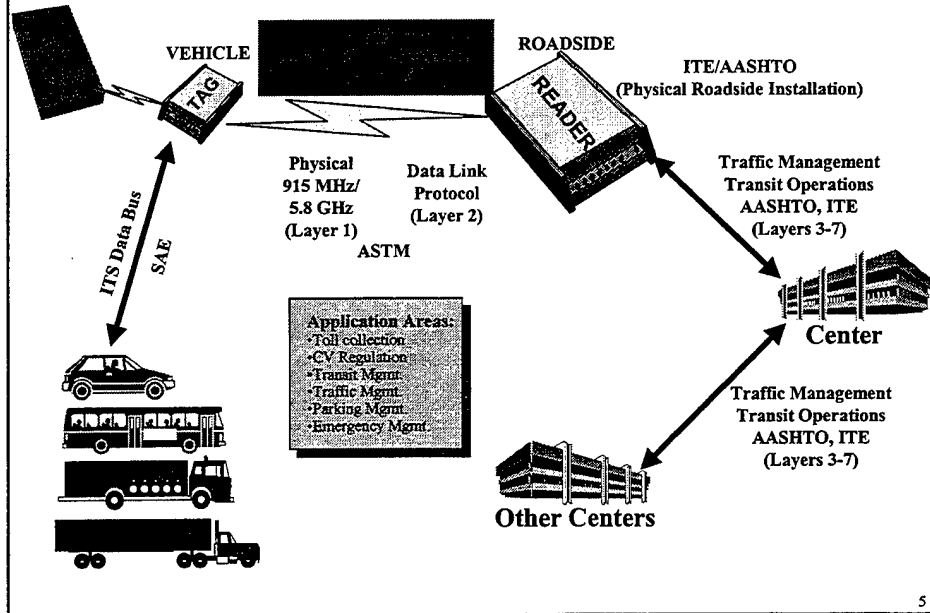 VEHICLE
TAG
ROADSIDE
READER
ITE/AASHTO
(Physical Roadside Installation)
Physical
915 MHz/
5.8 GHz
(Layer 1)
Data Link
Protocol
(Layer 2)
ASTM
Traffic Management
Transit Operations
AASHTO, ITE
(Layers 3-7)
ITS Data Bus
SAE
Application Areas:
•Toll collection
•CV Regulation
•Transit Mgmt.
•Traffic Mgmt.
•Parking Mgmt.
•Emergency Mgmt.
Center
Traffic Management
Transit Operations
AASHTO, ITE
(Layers 3-7)
Other Centers
5